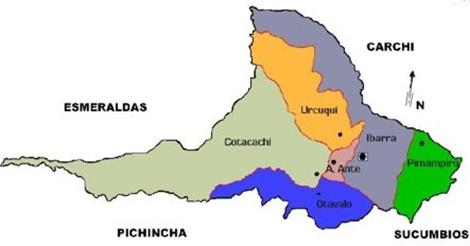 CARCHI
ESMERALDAS
N
Urcuquí
Cotacachi
Ibarra
Pimampiro
A. Ante
Otavalo
PICHINCHA
SUCUMBIOS